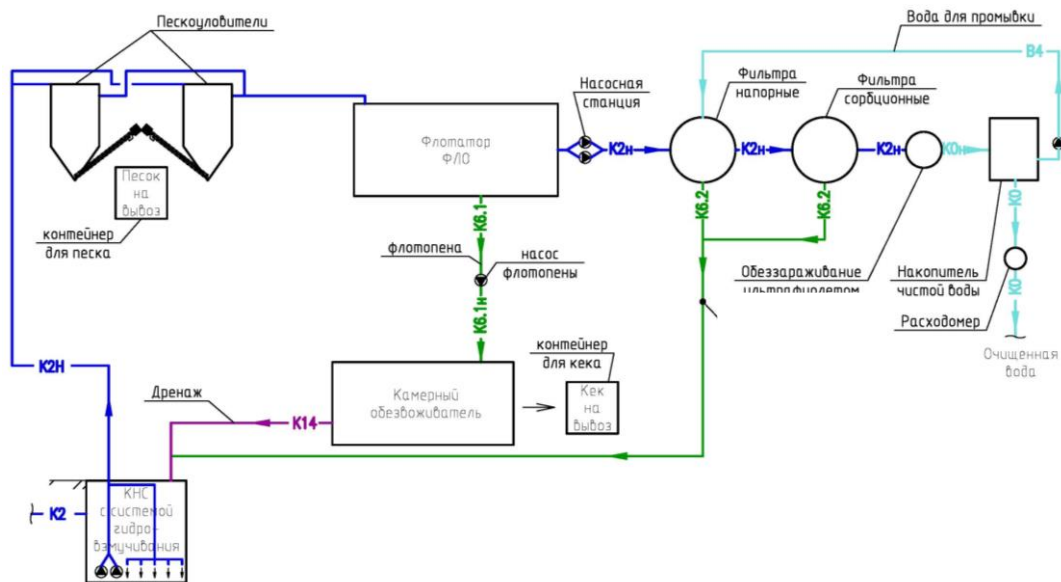 Пескоуловители
Вода для промывки
В4
Насосная
станция
Фильтра
напорные
Фильтра
сорбционные
Флотатор
ФЛО
К2н
К2н
К2н
К0н
Песок
на
вывоз
контейнер
для песка
К6.1
К6.2
К6.2
К0
флотопена
насос
флотопены
Обеззараживание
ультрафиолетом
Накопитель
чистой воды
К6.1н
К0
Расходомер
Очищенная
вода
К2Н
контейнер
для кека
Камерный
обезвоживатель
Кек
на
вывоз
Дренаж
К14
КНС
с системой
гидро-
взмучивания
К2